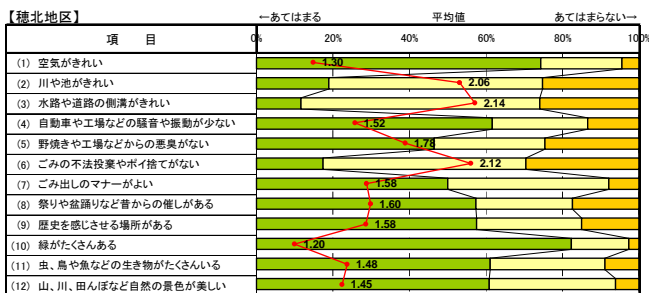 【穂北地区】
←あてはまる 平均値 あてはまらない→
項 目 0% 20% 40% 60% 80% 100%
(1) 空気がきれい 1.30
(2) 川や池がきれい 2.06
(3) 水路や道路の側溝がきれい 2.14
(4) 自動車や工場などの騒音や振動が少ない 1.52
(5) 野焼きや工場などからの悪臭がない 1.78
(6) ごみの不法投棄やポイ捨てがない 2.12
(7) ごみ出しのマナーがよい 1.58
(8) 祭りや盆踊りなど昔からの催しがある 1.60
(9) 歴史を感じさせる場所がある 1.58
(10) 緑がたくさんある 1.20
(11) 虫、鳥や魚などの生き物がたくさんいる 1.48
(12) 山、川、田んぼなど自然の景色が美しい 1.45